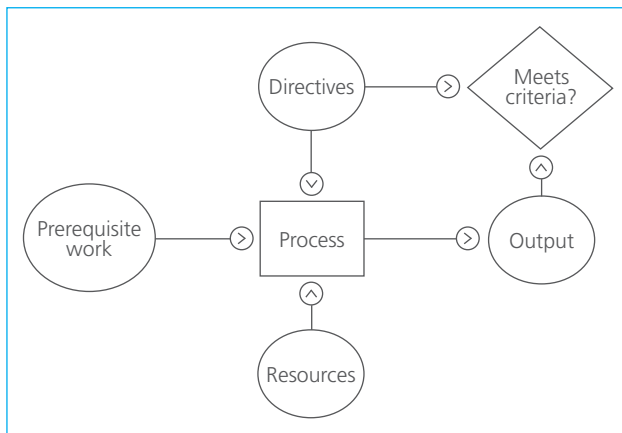 Directives
Meets
criteria?
Prerequisite
work
Process
Output
Resources